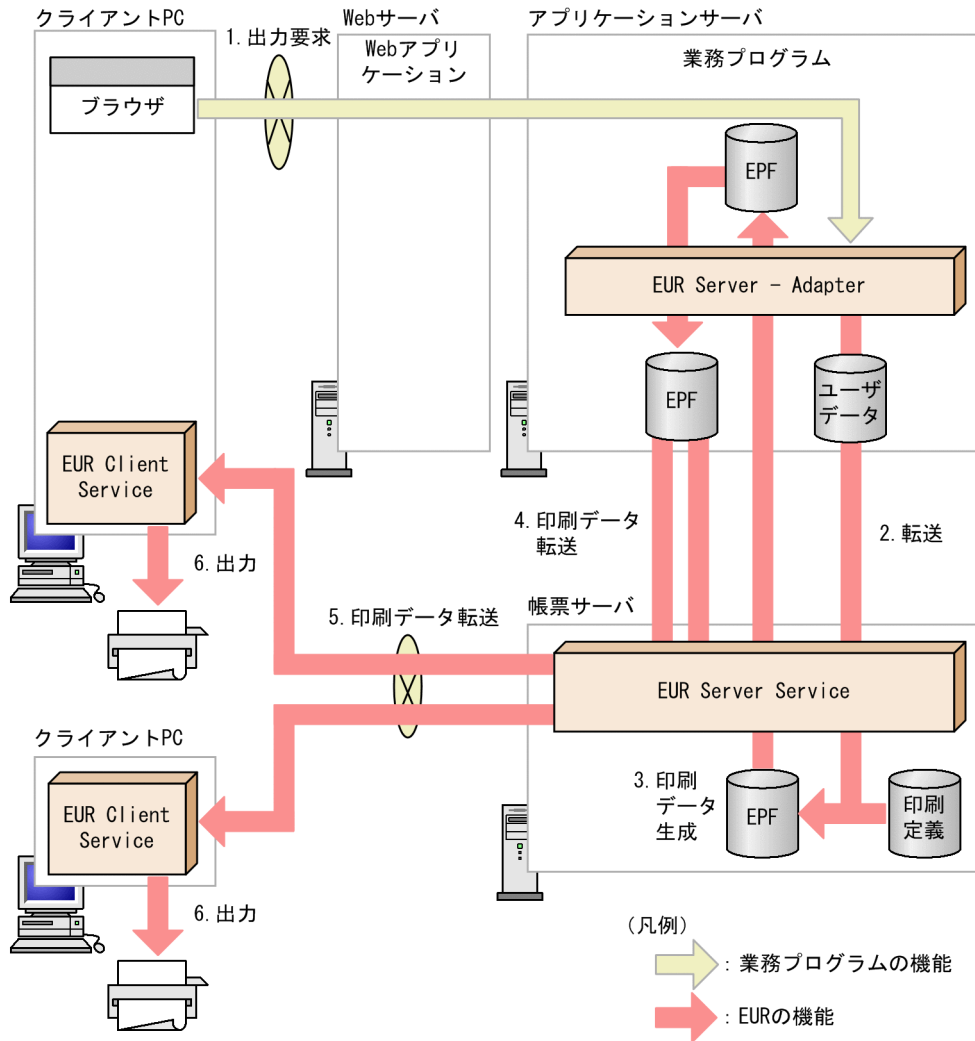 クライアントPC
Webサーバ
アプリケーションサーバ
1. 出力要求
Webアプリ
ケーション
業務プログラム
ブラウザ
EPF
EUR Server − Adapter
EPF
ユーザ
データ
EUR Client
Service
4. 印刷データ
転送
2. 転送
6. 出力
5. 印刷データ転送
帳票サーバ
EUR Server Service
クライアントPC
EUR Client
Service
3. 印刷
データ
生成
EPF
印刷
定義
6. 出力
(凡例)
: 業務プログラムの機能
: EURの機能